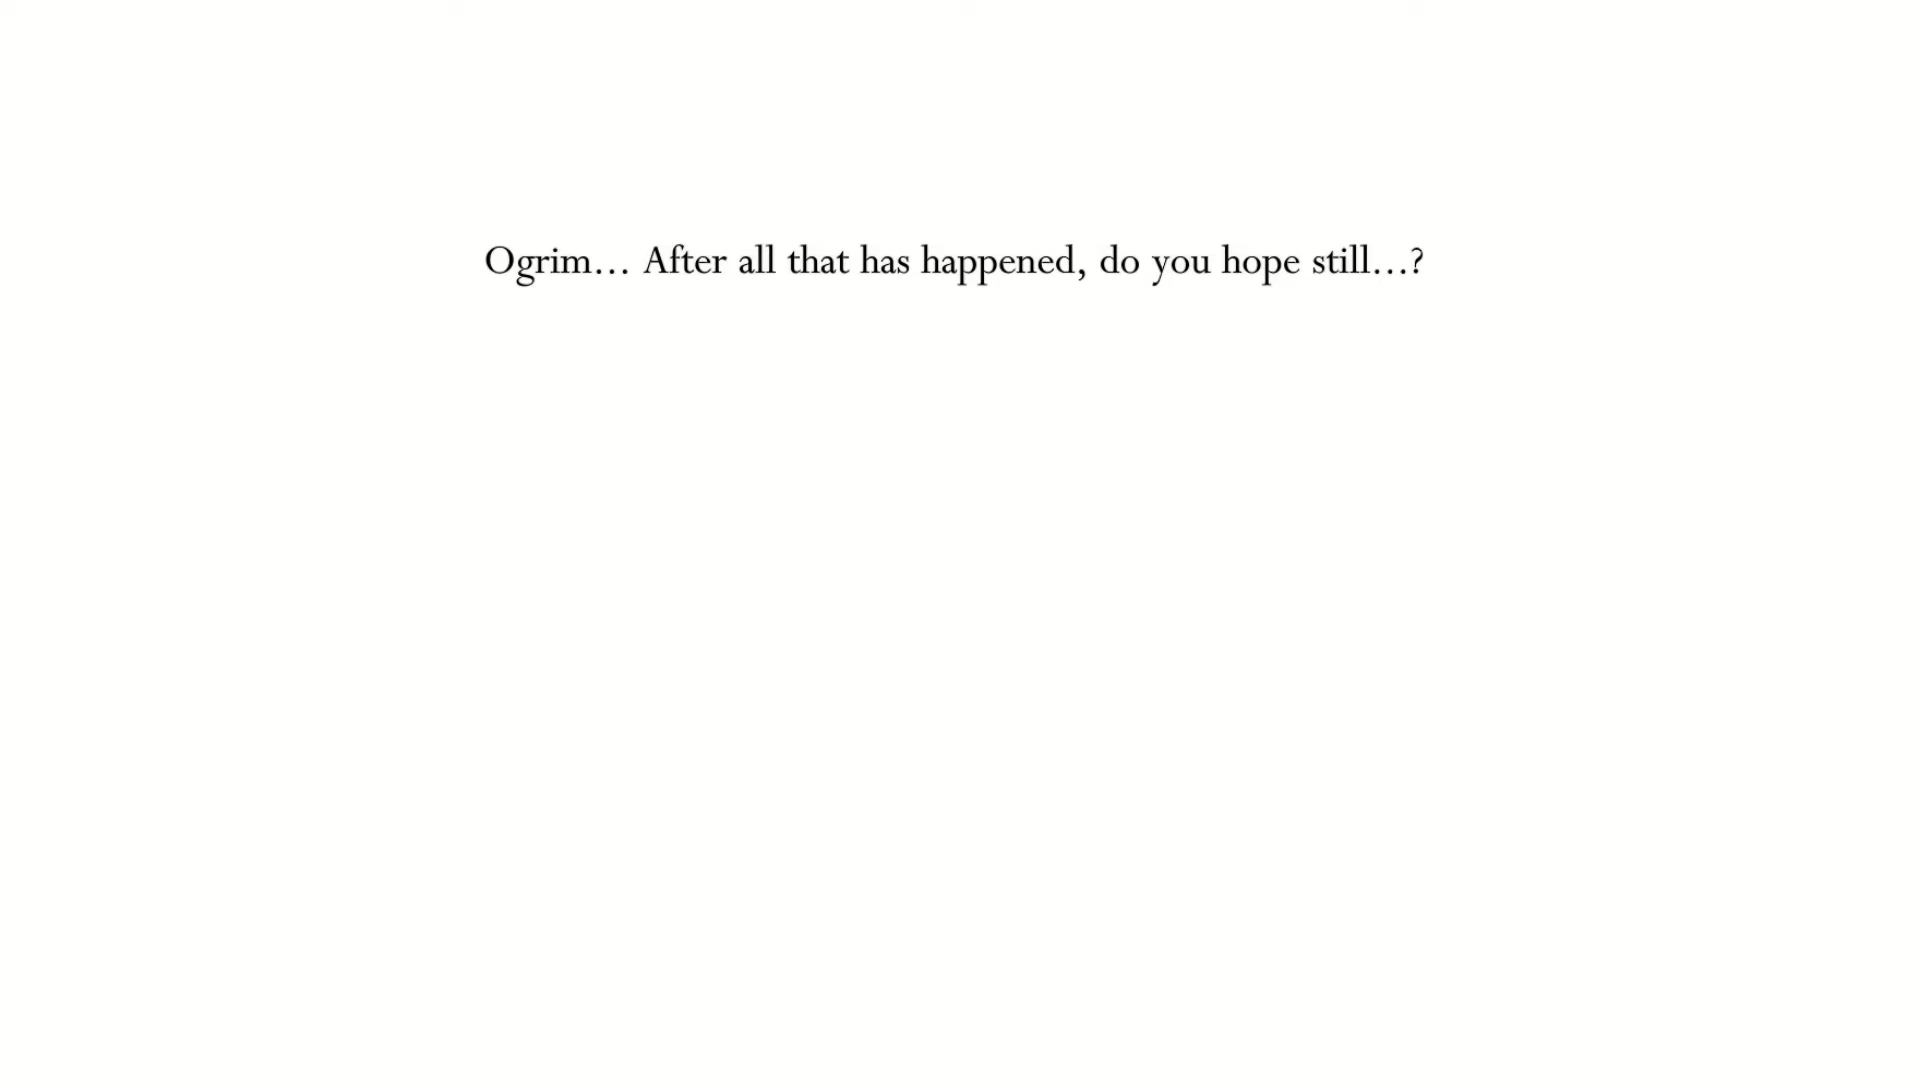 Ogrim… After all that has happened, do you hope still…?